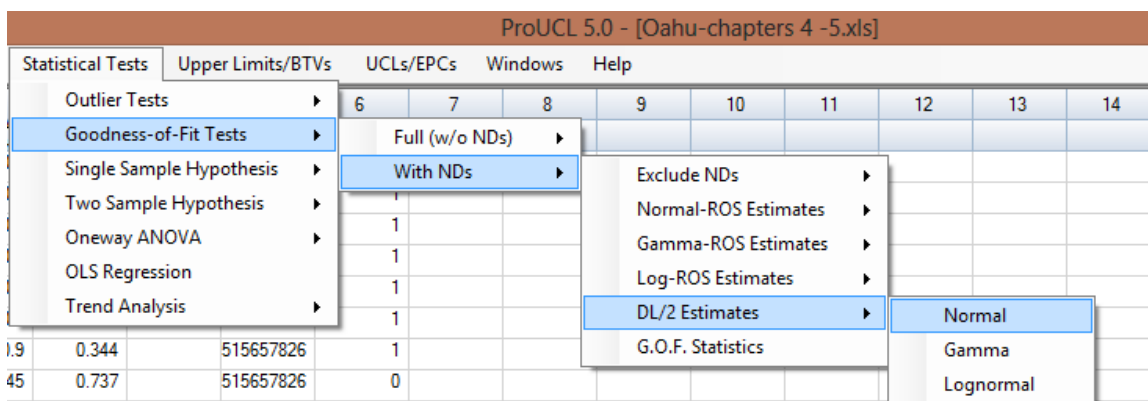 ProUCL 5.0 - [Oahu-chapters 4 -5.xls]
Statistical Tests Upper Limits/BTVs UCLs/EPCs Windows Help
Outlier Tests
Goodness-of-Fit Tests
Single Sample Hypothesis
Two Sample Hypothesis
Oneway ANOVA
OLS Regression
Trend Analysis
6 7 8 9 10 11 12 13 14
Full (w/o NDs)
With NDs
Exclude NDs
Normal-ROS Estimates
Gamma-ROS Estimates
Log-ROS Estimates
DL/2 Estimates
G.O.F. Statistics
Normal
Gamma
Lognormal
1
1
1
1
1
0.344 515657826 1
45 0.737 515657826 0